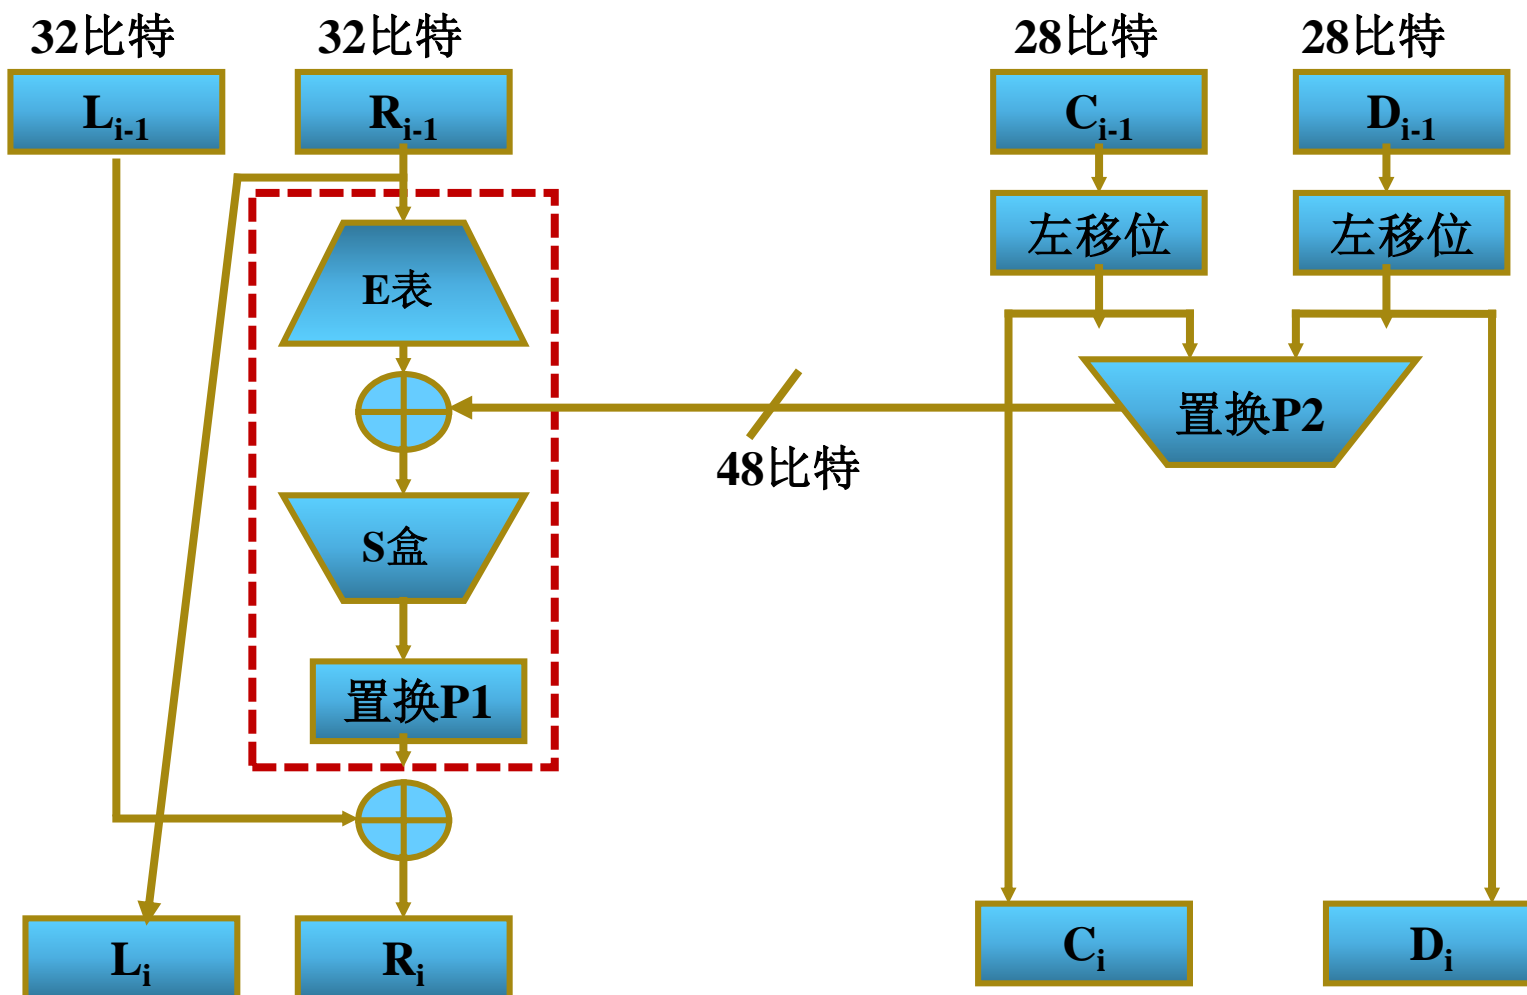 32比特 32比特 28比特 28比特
Li-1 Ri-1 Ci-1 Di-1
左移位 左移位
E表
置换P2
48比特
S盒
置换P1
Li Ri Ci Di